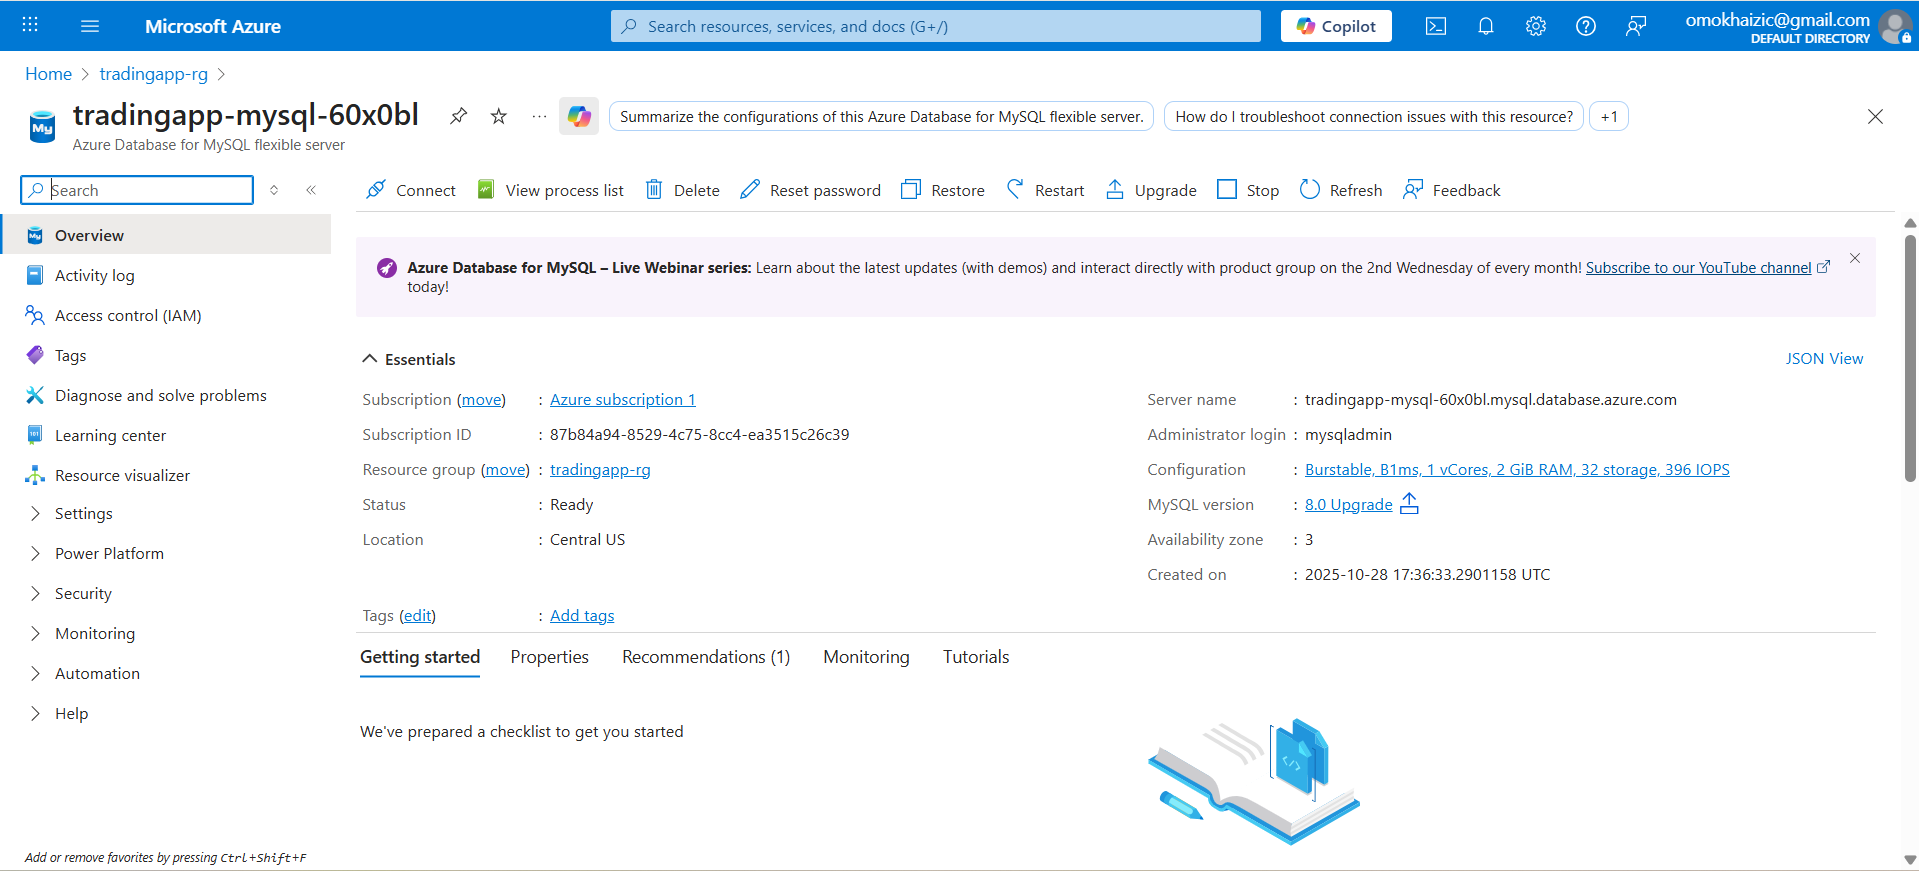 Microsoft Azure
Search resources, services, and docs (G+/)
Copilot
omokhaizic@gmail.com
DEFAULT DIRECTORY
Home
tradingapp-rg
tradingapp-mysql-60x0bl
Azure Database for MySQL flexible server
Summarize the configurations of this Azure Database for MySQL flexible server.
How do I troubleshoot connection issues with this resource?
+1
Search
Connect
View process list
Delete
Reset password
Restore
Restart
Upgrade
Stop
Refresh
Feedback
Overview
Activity log
Access control (IAM)
Tags
Diagnose and solve problems
Learning center
Resource visualizer
Settings
Power Platform
Security
Monitoring
Automation
Help
Add or remove favorites by pressing Ctrl+Shift+F
Azure Database for MySQL – Live Webinar series: Learn about the latest updates (with demos) and interact directly with product group on the 2nd Wednesday of every month! Subscribe to our YouTube channel
today!
Essentials
JSON View
Subscription (move) : Azure subscription 1
Subscription ID : 87b84a94-8529-4c75-8cc4-ea3515c26c39
Resource group (move) : tradingapp-rg
Status : Ready
Location : Central US
Server name : tradingapp-mysql-60x0bl.mysql.database.azure.com
Administrator login : mysqladmin
Configuration : Burstable, B1ms, 1 vCores, 2 GiB RAM, 32 storage, 396 IOPS
MySQL version : 8.0 Upgrade
Availability zone : 3
Created on : 2025-10-28 17:36:33.2901158 UTC
Tags (edit) : Add tags
Getting started
Properties
Recommendations (1)
Monitoring
Tutorials
We've prepared a checklist to get you started